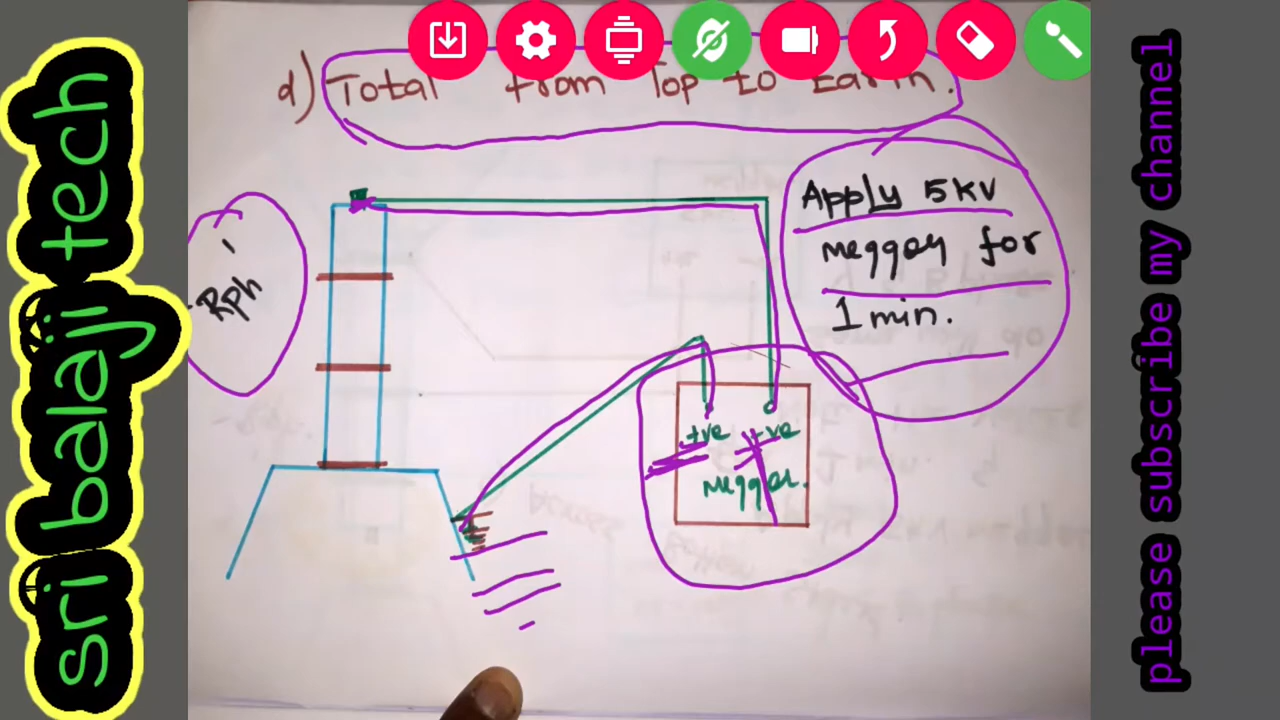 d) Total from Top to Earth.
Apply 5kv
meggar for
1 min.
Rph
+ve -ve
meggar.
sri balaji tech
please subscribe my channel